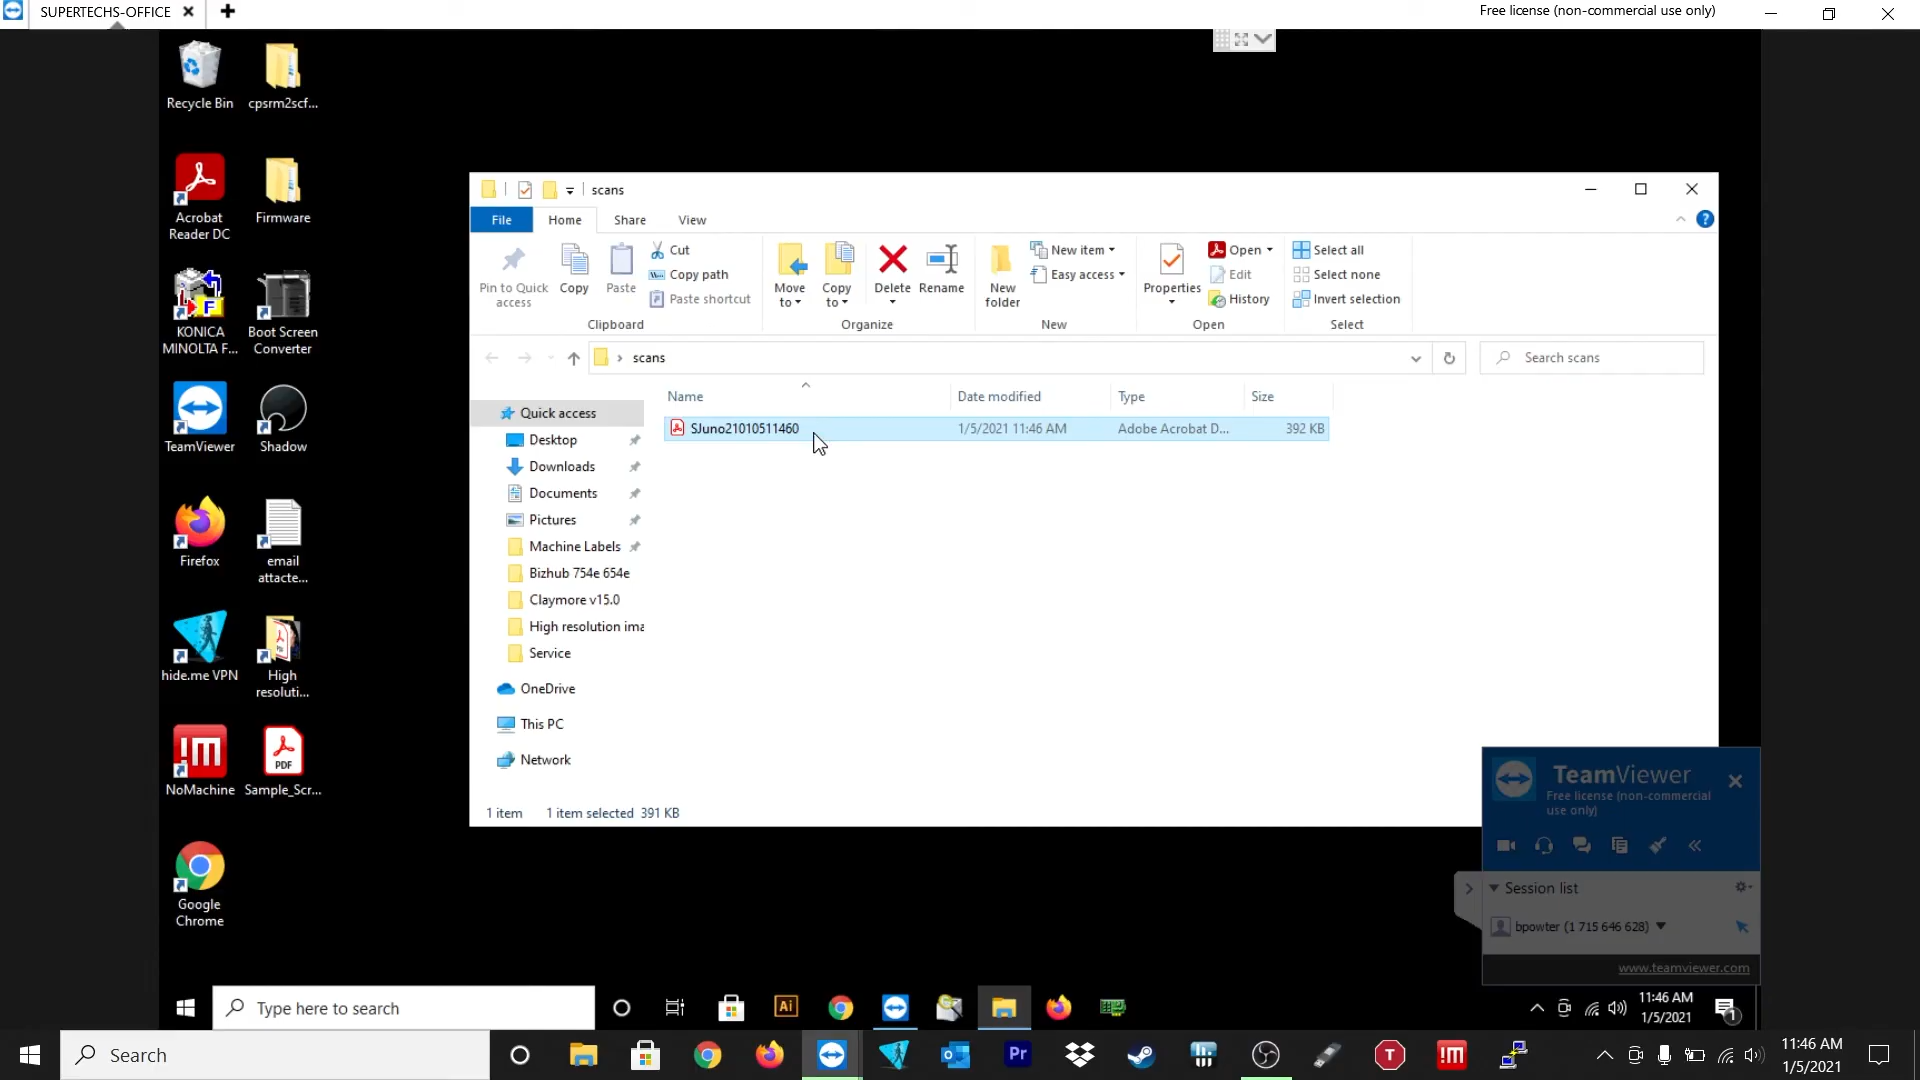 SUPERTECHS-OFFICE
Free license (non-commercial use only)
Recycle Bin
cpsrm2scf...
Acrobat
Reader DC
Firmware
KONICA
MINOLTA F...
Boot Screen
Converter
TeamViewer
Shadow
Firefox
email
attacte...
hide.me VPN
High
resoluti...
NoMachine
PDF
Sample_Scr...
Google
Chrome
scans
File
Home
Share
View
Pin to Quick
access
Copy
Paste
Cut
Copy path
Paste shortcut
Clipboard
Move
to
Copy
to
Delete
Rename
Organize
New
folder
New item
Easy access
New
Properties
Open
Edit
History
Open
Select all
Select none
Invert selection
Select
scans
Search scans
Name
Date modified
Type
Size
SJuno21010511460
1/5/2021 11:46 AM
Adobe Acrobat D...
392 KB
Quick access
Desktop
Downloads
Documents
Pictures
Machine Labels
Bizhub 754e 654e
Claymore v15.0
High resolution ima
Service
OneDrive
This PC
Network
1 item
1 item selected 391 KB
TeamViewer
Free license (non-commercial
use only)
Session list
bpowter (1 715 646 628)
www.teamviewer.com
Type here to search
Ai
11:46 AM
1/5/2021
1
Search
Pr
T
!M
11:46 AM
1/5/2021